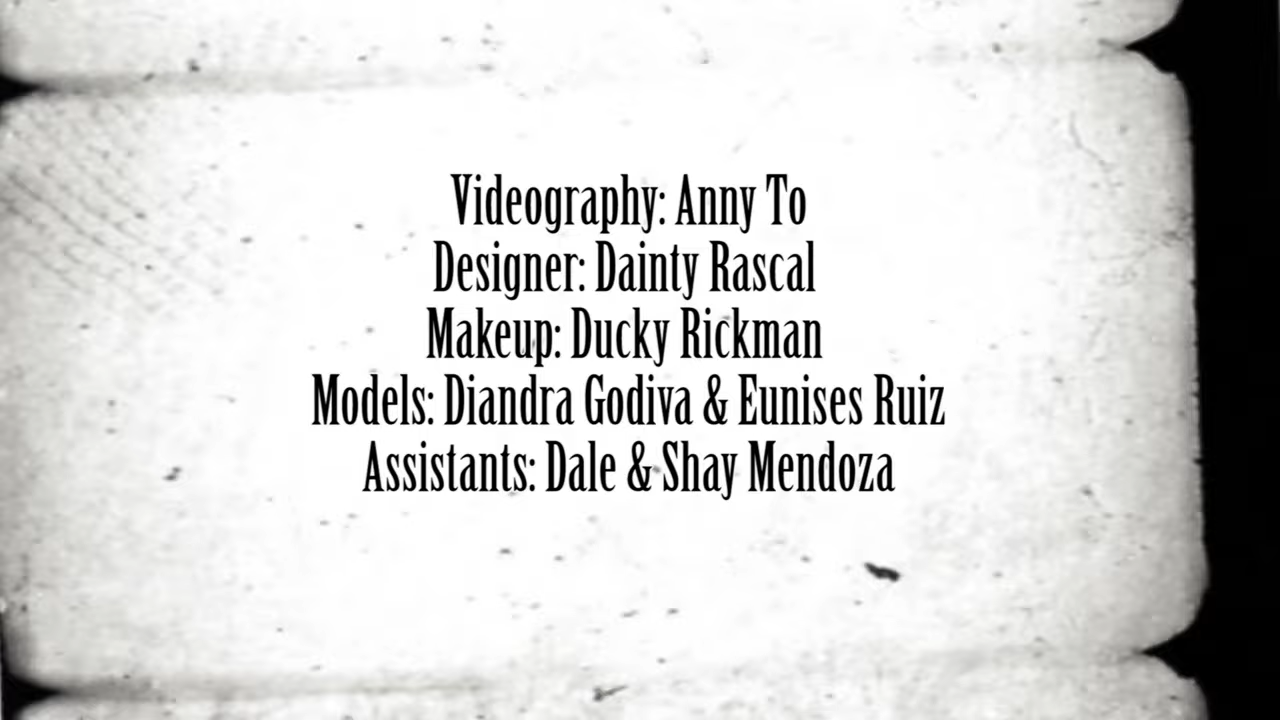 Videography: Anny To
Designer: Dainty Rascal
Makeup: Ducky Rickman
Models: Diandra Godiva & Eunises Ruiz
Assistants: Dale & Shay Mendoza